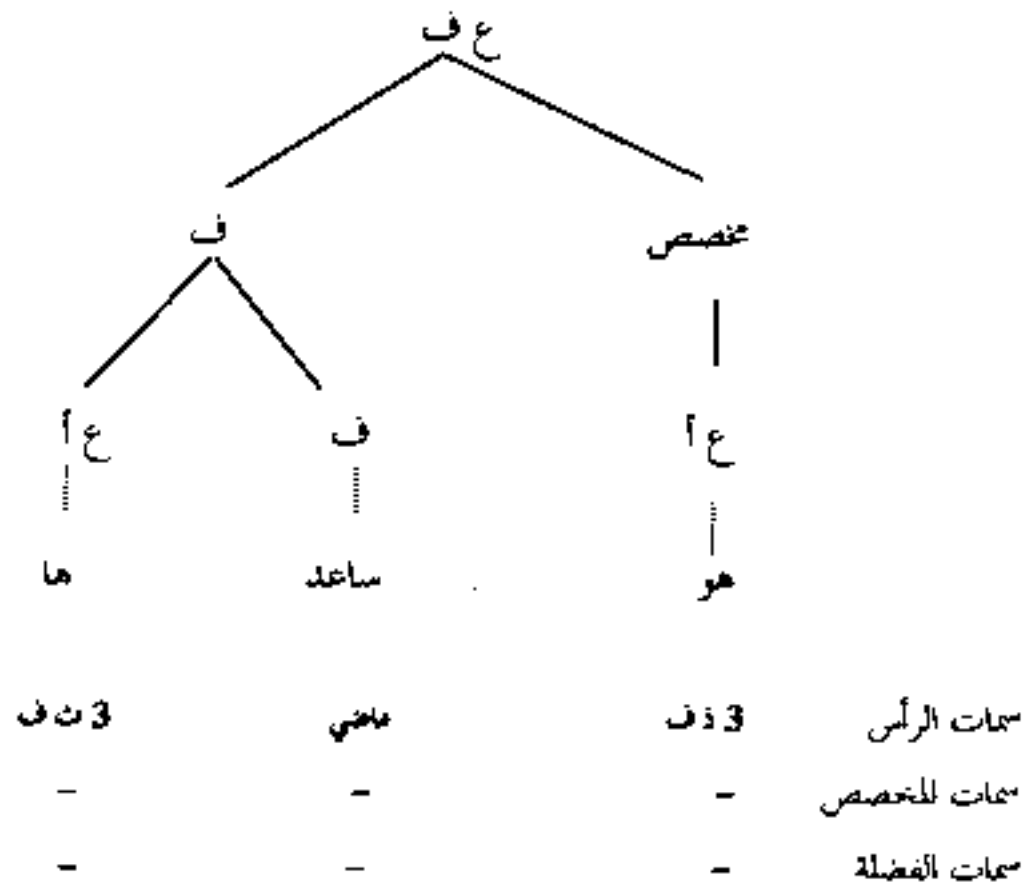 ع ف
مخصص ف
ع أ ف ع أ
هو ساعد ها
سمات الرأس 3 ذ ف ماضي 3 ث ف
سمات المخصص - - -
سمات الفضلة - - -